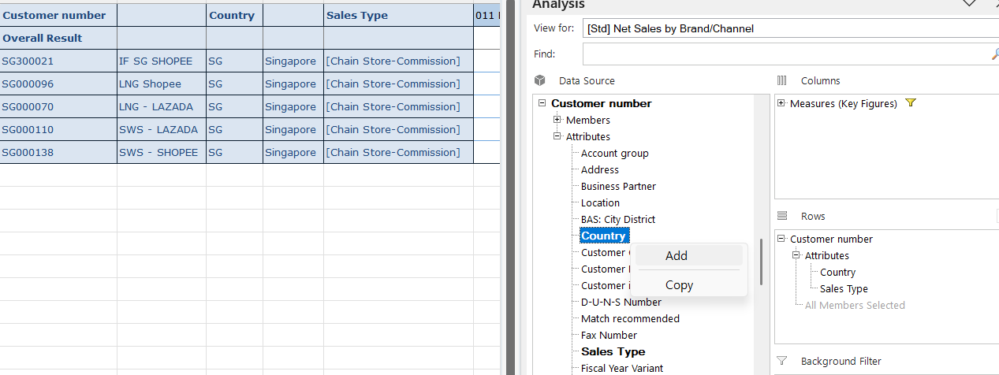 Customer number Country Sales Type 011
Overall Result
SG300021 IF SG SHOPEE SG Singapore [Chain Store-Commission]
SG000096 LNG Shopee SG Singapore [Chain Store-Commission]
SG000070 LNG - LAZADA SG Singapore [Chain Store-Commission]
SG000110 SWS - LAZADA SG Singapore [Chain Store-Commission]
SG000138 SWS - SHOPEE SG Singapore [Chain Store-Commission]
Analysis
View for: [Std] Net Sales by Brand/Channel
Find:
Data Source
Customer number
Members
Attributes
Account group
Address
Business Partner
Location
BAS: City District
Country
Customer
Customer
Customer
D-U-N-S Number
Match recommended
Fax Number
Sales Type
Fiscal Year Variant
Add
Copy
Columns
Measures (Key Figures)
Rows
Customer number
Attributes
Country
Sales Type
All Members Selected
Background Filter